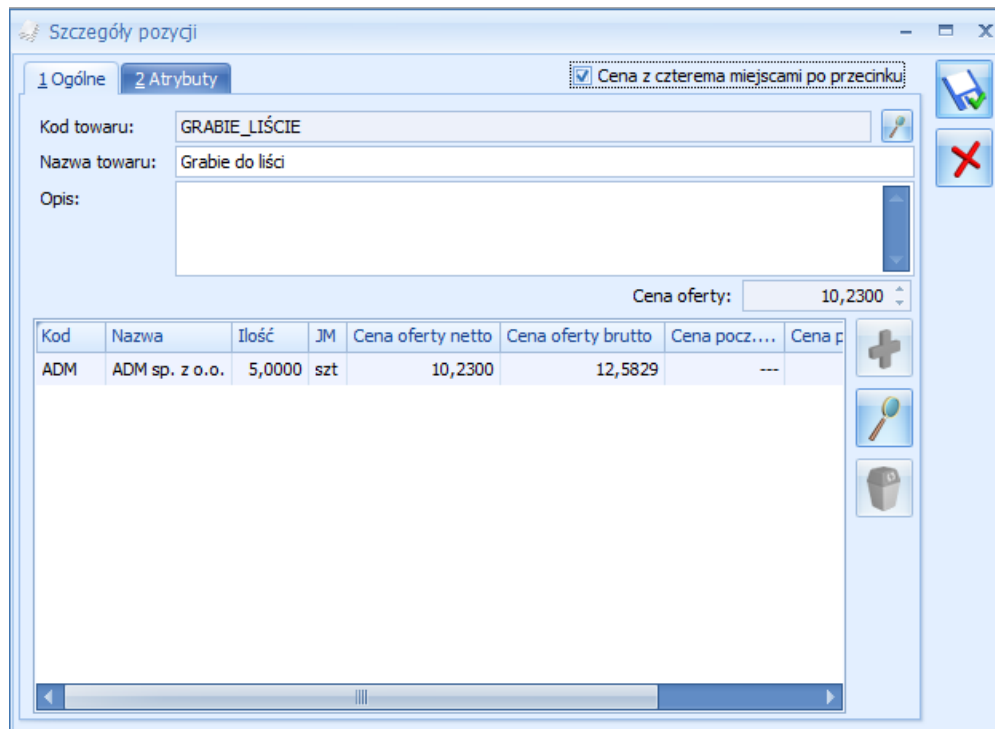 Szczegóły pozycji
1 Ogólne 2 Atrybuty Cena z czterema miejscami po przecinku
Kod towaru: GRABIE_LIŚCIE
Nazwa towaru: Grabie do liści
Opis:
Cena oferty: 10,2300
Kod Nazwa Ilość JM Cena oferty netto Cena oferty brutto Cena pocz.... Cena p
ADM ADM sp. z o.o. 5,0000 szt 10,2300 12,5829 ---